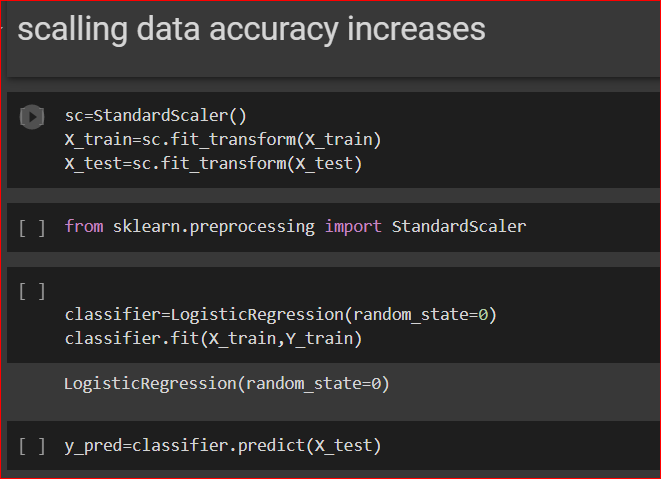 scalling data accuracy increases
sc=StandardScaler()
X_train=sc.fit_transform(X_train)
X_test=sc.fit_transform(X_test)
[ ] from sklearn.preprocessing import StandardScaler
[ ]
classifier=LogisticRegression(random_state=0)
classifier.fit(X_train,Y_train)
LogisticRegression(random_state=0)
[ ] y_pred=classifier.predict(X_test)